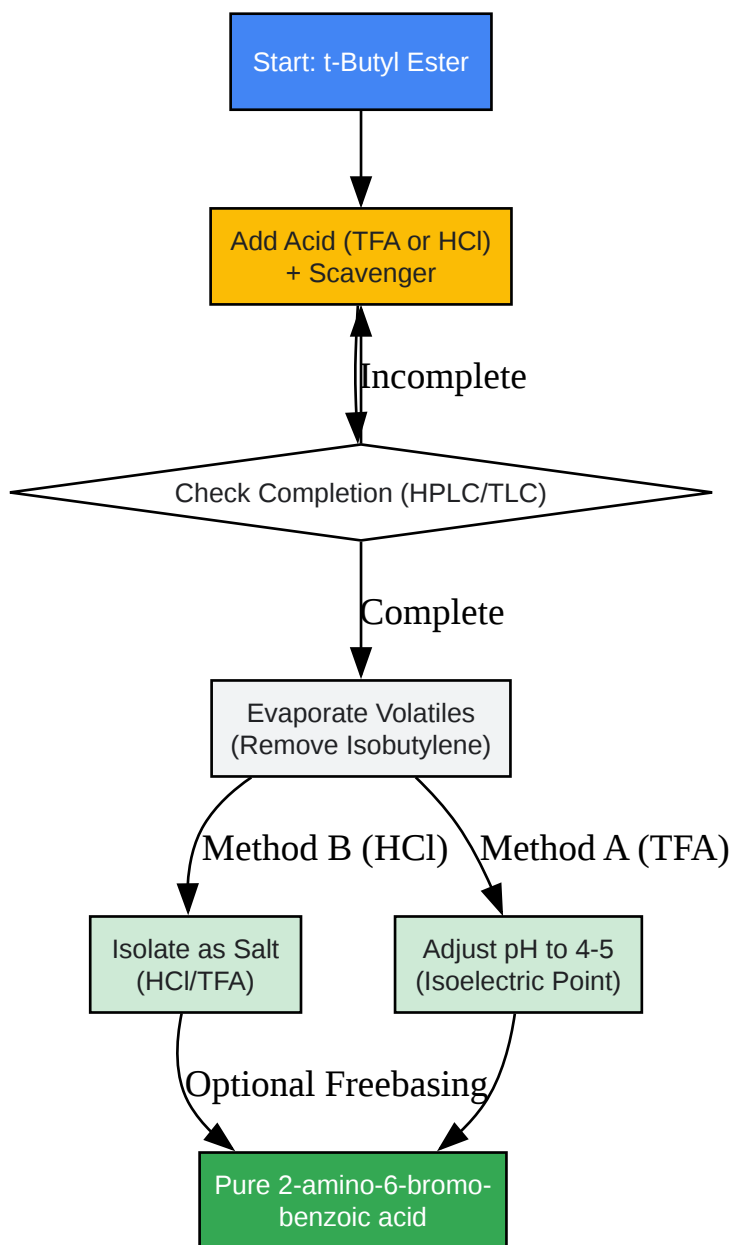 Start: t-Butyl Ester
Add Acid (TFA or HCl)
+ Scavenger
Incomplete
Check Completion (HPLC/TLC)
Complete
Evaporate Volatiles
(Remove Isobutylene)
Method B (HCl)
Method A (TFA)
Isolate as Salt
(HCl/TFA)
Adjust pH to 4-5
(Isoelectric Point)
Optional Freebasing
Pure 2-amino-6-bromo-
benzoic acid